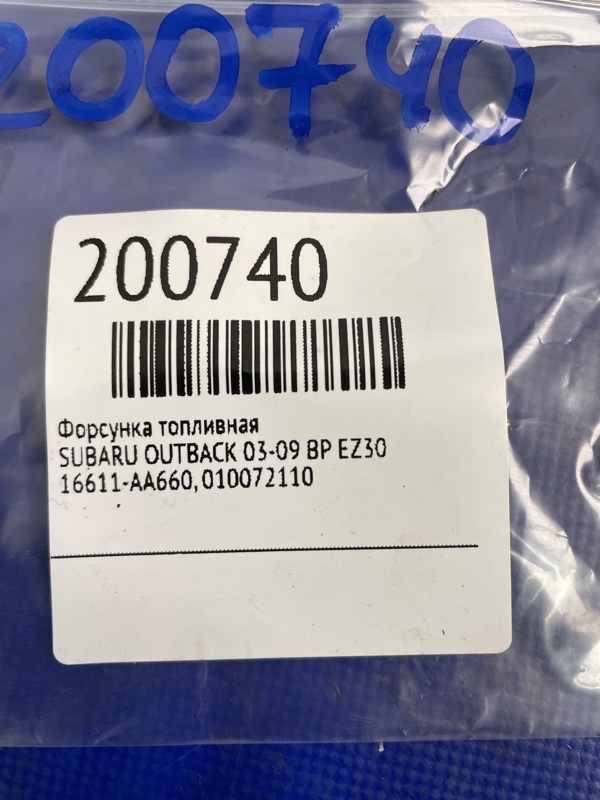 200740
200740
Форсунка топливная
SUBARU OUTBACK 03-09 BP EZ30
16611-AA660, 010072110